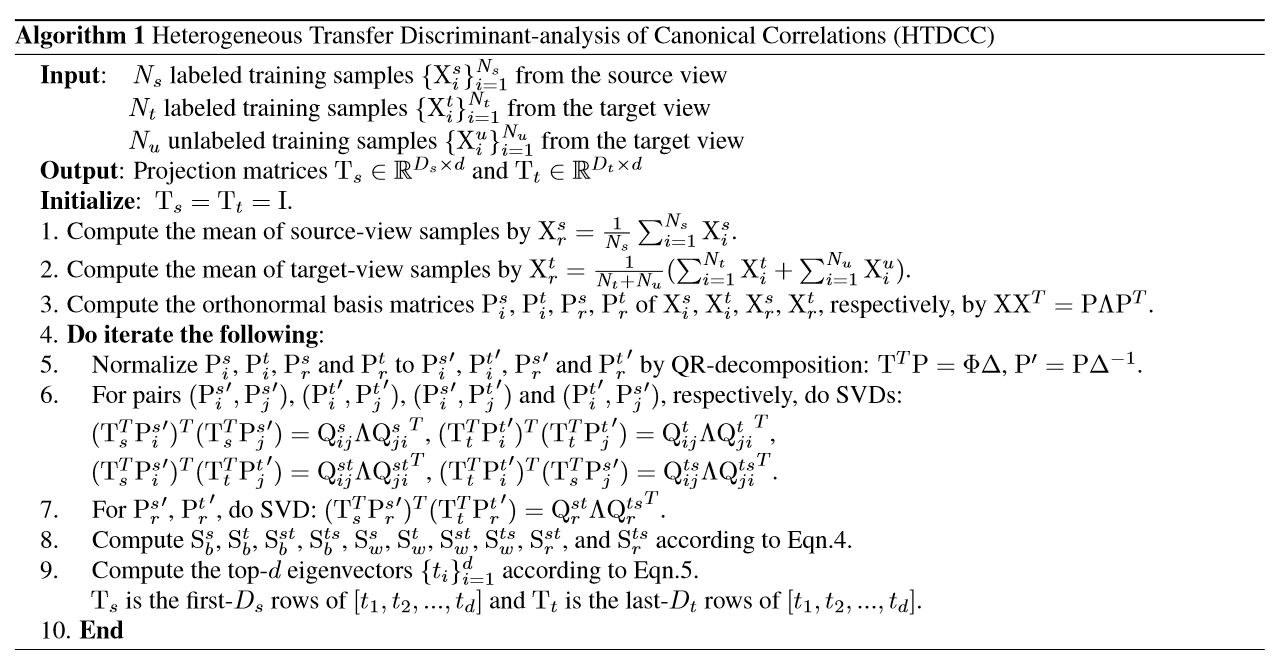 Algorithm 1 Heterogeneous Transfer Discriminant-analysis of Canonical Correlations (HTDCC)
Input: $N_s$ labeled training samples $\{\mathrm{X}_i^s\}_{i=1}^{N_s}$ from the source view
$N_t$ labeled training samples $\{\mathrm{X}_i^t\}_{i=1}^{N_t}$ from the target view
$N_u$ unlabeled training samples $\{\mathrm{X}_i^u\}_{i=1}^{N_u}$ from the target view
Output: Projection matrices $\mathrm{T}_s \in \mathbb{R}^{D_s \times d}$ and $\mathrm{T}_t \in \mathbb{R}^{D_t \times d}$
Initialize: $\mathrm{T}_s = \mathrm{T}_t = \mathrm{I}$.
1. Compute the mean of source-view samples by $\mathrm{X}_r^s = \frac{1}{N_s} \sum_{i=1}^{N_s} \mathrm{X}_i^s$.
2. Compute the mean of target-view samples by $\mathrm{X}_r^t = \frac{1}{N_t+N_u} (\sum_{i=1}^{N_t} \mathrm{X}_i^t + \sum_{i=1}^{N_u} \mathrm{X}_i^u)$.
3. Compute the orthonormal basis matrices $\mathrm{P}_i^s$, $\mathrm{P}_i^t$, $\mathrm{P}_r^s$, $\mathrm{P}_r^t$ of $\mathrm{X}_i^s$, $\mathrm{X}_i^t$, $\mathrm{X}_r^s$, $\mathrm{X}_r^t$, respectively, by $\mathrm{XX}^T = \mathrm{P}\Lambda\mathrm{P}^T$.
4. Do iterate the following:
5. Normalize $\mathrm{P}_i^s$, $\mathrm{P}_i^t$, $\mathrm{P}_r^s$ and $\mathrm{P}_r^t$ to $\mathrm{P}_i^{s\prime}$, $\mathrm{P}_i^{t\prime}$, $\mathrm{P}_r^{s\prime}$ and $\mathrm{P}_r^{t\prime}$ by QR-decomposition: $\mathrm{T}^T\mathrm{P} = \Phi\Delta$, $\mathrm{P}' = \mathrm{P}\Delta^{-1}$.
6. For pairs $(\mathrm{P}_i^{s\prime}, \mathrm{P}_j^{s\prime})$, $(\mathrm{P}_i^{t\prime}, \mathrm{P}_j^{t\prime})$, $(\mathrm{P}_i^{s\prime}, \mathrm{P}_j^{t\prime})$ and $(\mathrm{P}_i^{t\prime}, \mathrm{P}_j^{s\prime})$, respectively, do SVDs:
$(\mathrm{T}_s^T\mathrm{P}_i^{s\prime})^T(\mathrm{T}_s^T\mathrm{P}_j^{s\prime}) = \mathrm{Q}_{ij}^s \Lambda {\mathrm{Q}_{ji}^s}^T$, $(\mathrm{T}_t^T\mathrm{P}_i^{t\prime})^T(\mathrm{T}_t^T\mathrm{P}_j^{t\prime}) = \mathrm{Q}_{ij}^t \Lambda {\mathrm{Q}_{ji}^t}^T$,
$(\mathrm{T}_s^T\mathrm{P}_i^{s\prime})^T(\mathrm{T}_t^T\mathrm{P}_j^{t\prime}) = \mathrm{Q}_{ij}^{st} \Lambda {\mathrm{Q}_{ji}^{st}}^T$, $(\mathrm{T}_t^T\mathrm{P}_i^{t\prime})^T(\mathrm{T}_s^T\mathrm{P}_j^{s\prime}) = \mathrm{Q}_{ij}^{ts} \Lambda {\mathrm{Q}_{ji}^{ts}}^T$.
7. For $\mathrm{P}_r^{s\prime}$, $\mathrm{P}_r^{t\prime}$, do SVD: $(\mathrm{T}_s^T\mathrm{P}_r^{s\prime})^T(\mathrm{T}_t^T\mathrm{P}_r^{t\prime}) = \mathrm{Q}_r^{st} \Lambda {\mathrm{Q}_r^{ts}}^T$.
8. Compute $\mathrm{S}_b^s$, $\mathrm{S}_b^t$, $\mathrm{S}_b^{st}$, $\mathrm{S}_b^{ts}$, $\mathrm{S}_w^s$, $\mathrm{S}_w^t$, $\mathrm{S}_w^{st}$, $\mathrm{S}_w^{ts}$, $\mathrm{S}_r^{st}$, and $\mathrm{S}_r^{ts}$ according to Eqn.4.
9. Compute the top-$d$ eigenvectors $\{t_i\}_{i=1}^d$ according to Eqn.5.
$\mathrm{T}_s$ is the first-$D_s$ rows of $[t_1, t_2, ..., t_d]$ and $\mathrm{T}_t$ is the last-$D_t$ rows of $[t_1, t_2, ..., t_d]$.
10. End